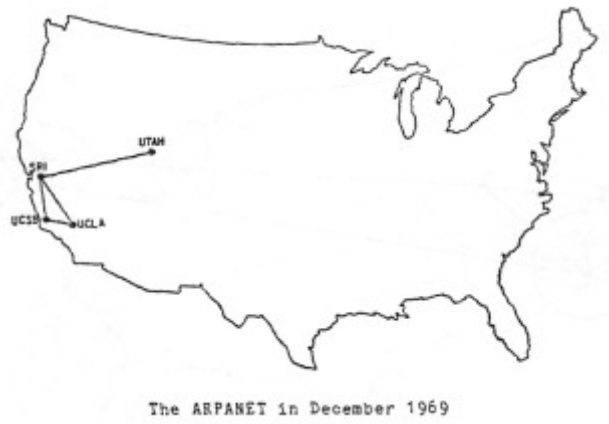 UTAH
SRI
UCSB
UCLA
The ARPANET in December 1969